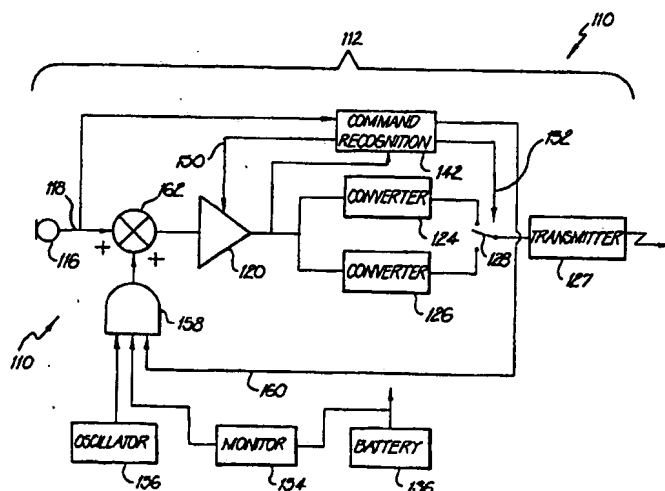 110
112
COMMAND
RECOGNITION
150
152
118
162
142
CONVERTER
124
TRANSMITTER
+
116
120
128
127
+
CONVERTER
126
158
110
160
OSCILLATOR
MONITOR
BATTERY
156
154
136